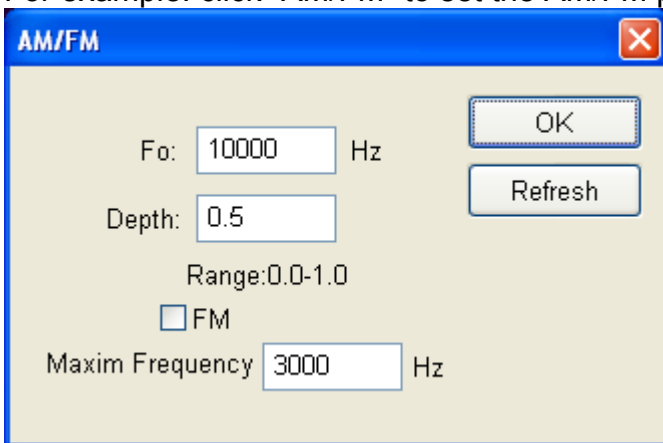 AM/FM
OK
Fo: 10000 Hz
Refresh
Depth: 0.5
Range:0.0-1.0
FM
Maxim Frequency 3000 Hz